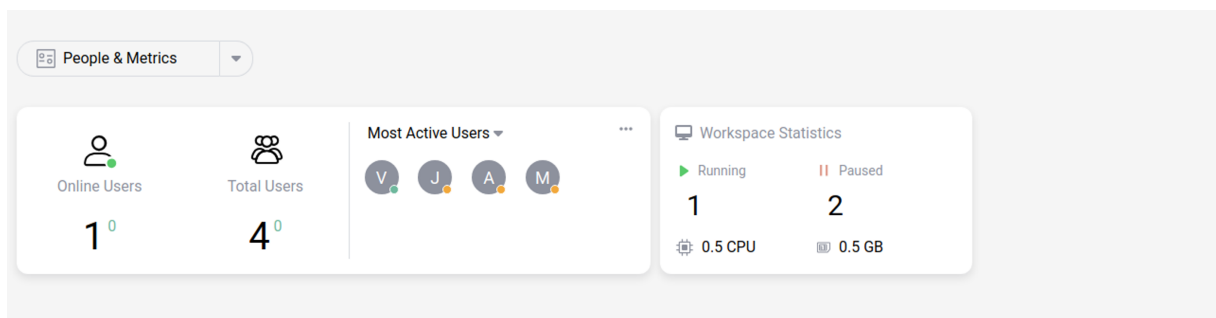 People & Metrics
Online Users
1 0
Total Users
4 0
Most Active Users
V J A M
Workspace Statistics
Running
1
Paused
2
0.5 CPU
0.5 GB